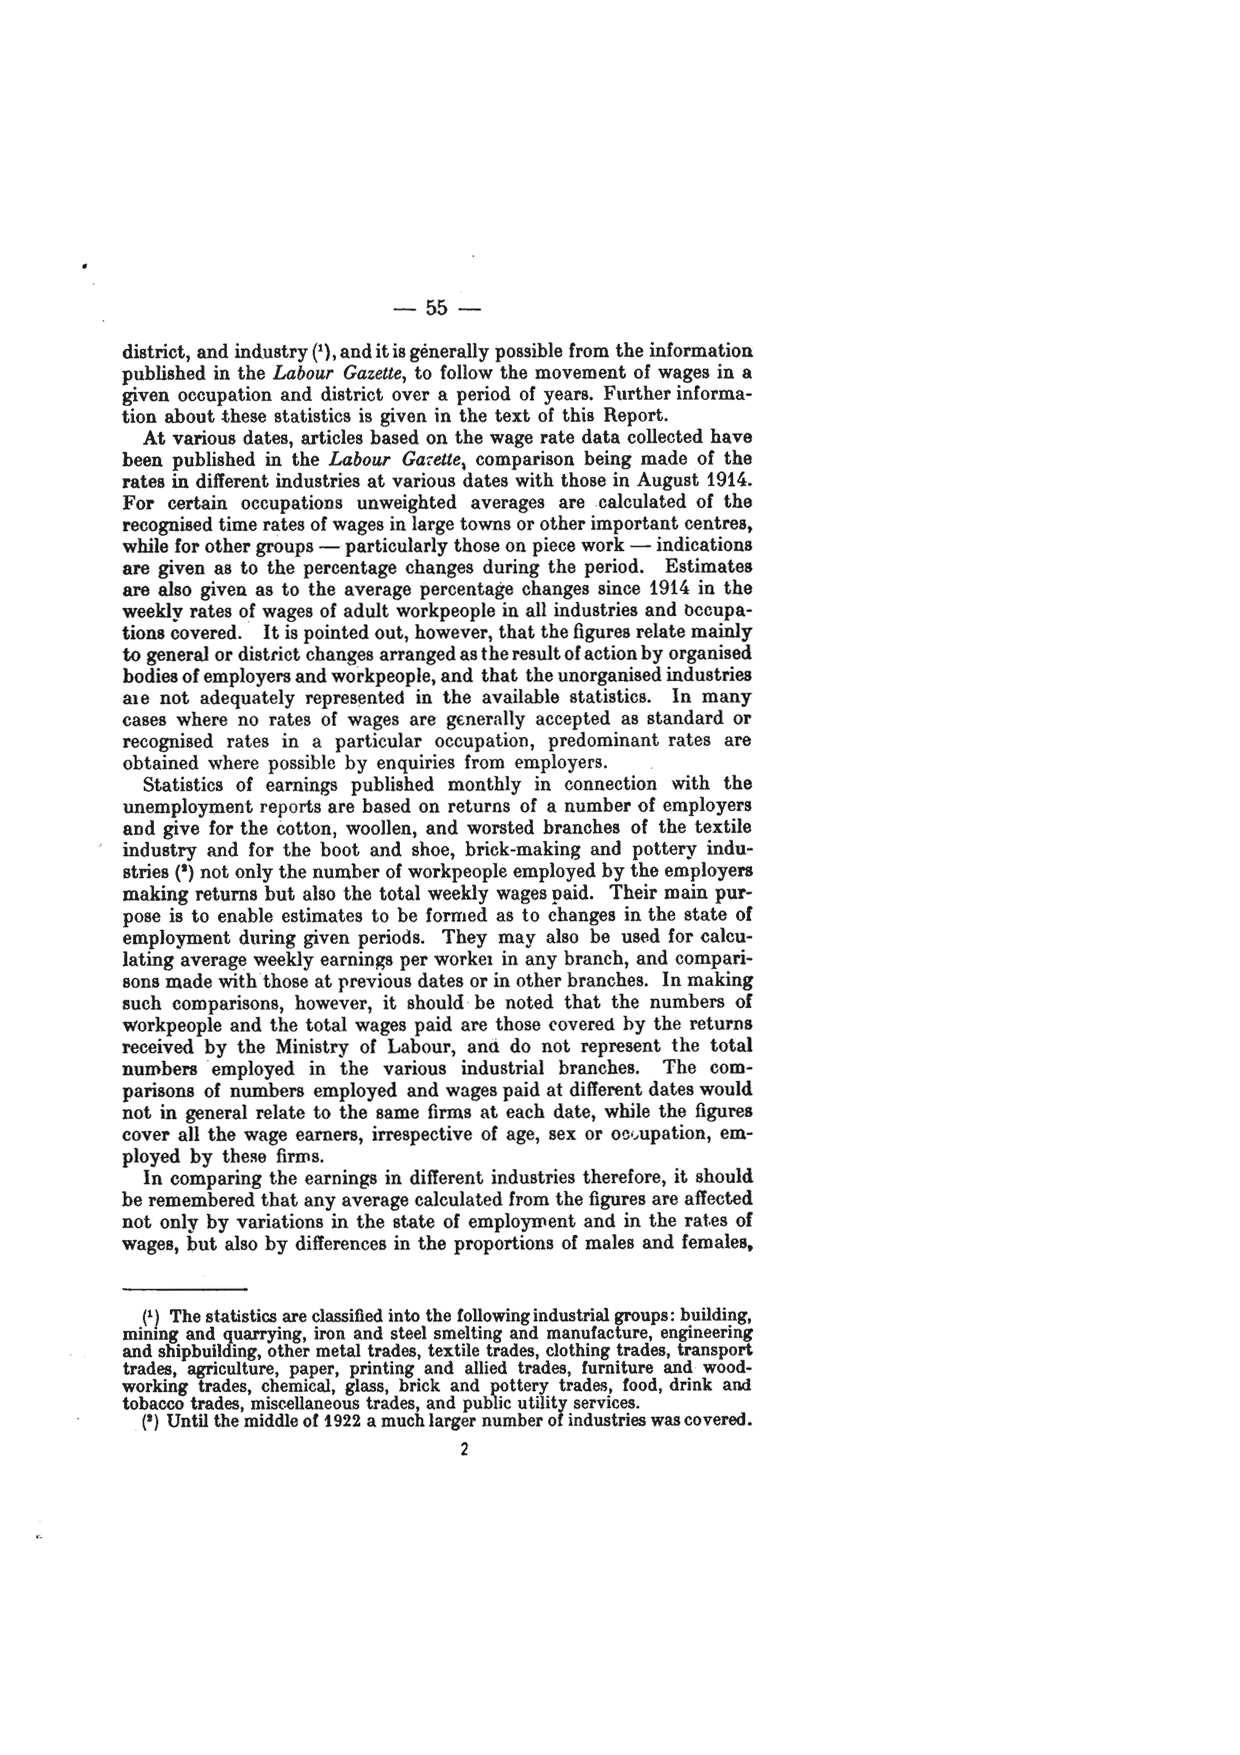 — 55 —
district, and industry (¹), and it is generally possible from the information
published in the Labour Gazette, to follow the movement of wages in a
given occupation and district over a period of years. Further informa-
tion about these statistics is given in the text of this Report.
At various dates, articles based on the wage rate data collected have
been published in the Labour Gazette, comparison being made of the
rates in different industries at various dates with those in August 1914.
For certain occupations unweighted averages are calculated of the
recognised time rates of wages in large towns or other important centres,
while for other groups — particularly those on piece work — indications
are given as to the percentage changes during the period. Estimates
are also given as to the average percentage changes since 1914 in the
weekly rates of wages of adult workpeople in all industries and occupa-
tions covered. It is pointed out, however, that the figures relate mainly
to general or district changes arranged as the result of action by organised
bodies of employers and workpeople, and that the unorganised industries
are not adequately represented in the available statistics. In many
cases where no rates of wages are generally accepted as standard or
recognised rates in a particular occupation, predominant rates are
obtained where possible by enquiries from employers.
Statistics of earnings published monthly in connection with the
unemployment reports are based on returns of a number of employers
and give for the cotton, woollen, and worsted branches of the textile
industry and for the boot and shoe, brick-making and pottery indu-
stries (²) not only the number of workpeople employed by the employers
making returns but also the total weekly wages paid. Their main pur-
pose is to enable estimates to be formed as to changes in the state of
employment during given periods. They may also be used for calcu-
lating average weekly earnings per worker in any branch, and compari-
sons made with those at previous dates or in other branches. In making
such comparisons, however, it should be noted that the numbers of
workpeople and the total wages paid are those covered by the returns
received by the Ministry of Labour, and do not represent the total
numbers employed in the various industrial branches. The com-
parisons of numbers employed and wages paid at different dates would
not in general relate to the same firms at each date, while the figures
cover all the wage earners, irrespective of age, sex or occupation, em-
ployed by these firms.
In comparing the earnings in different industries therefore, it should
be remembered that any average calculated from the figures are affected
not only by variations in the state of employment and in the rates of
wages, but also by differences in the proportions of males and females,
(¹) The statistics are classified into the following industrial groups: building,
mining and quarrying, iron and steel smelting and manufacture, engineering
and shipbuilding, other metal trades, textile trades, clothing trades, transport
trades, agriculture, paper, printing and allied trades, furniture and wood-
working trades, chemical, glass, brick and pottery trades, food, drink and
tobacco trades, miscellaneous trades, and public utility services.
(²) Until the middle of 1922 a much larger number of industries was covered.
2